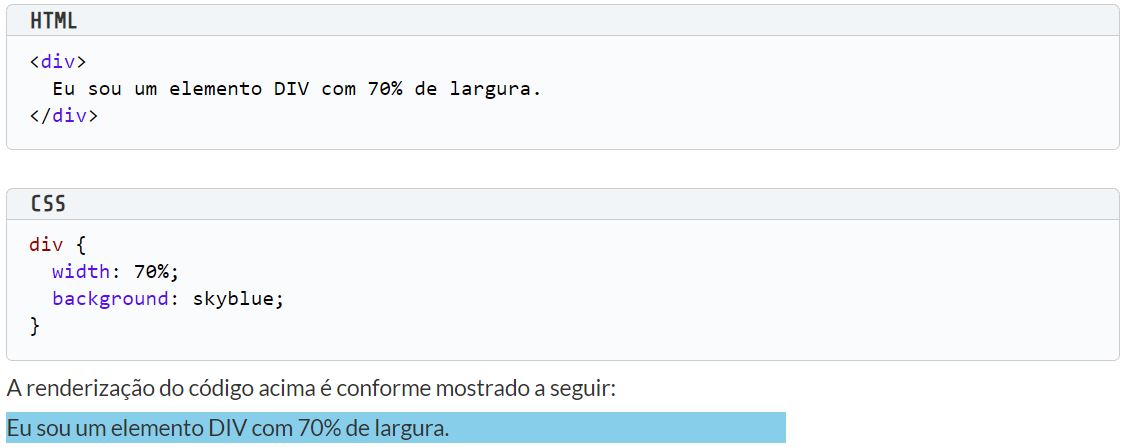 HTML
<div>
  Eu sou um elemento DIV com 70% de largura.
</div>
CSS
div {
  width: 70%;
  background: skyblue;
}
A renderização do código acima é conforme mostrado a seguir:
Eu sou um elemento DIV com 70% de largura.